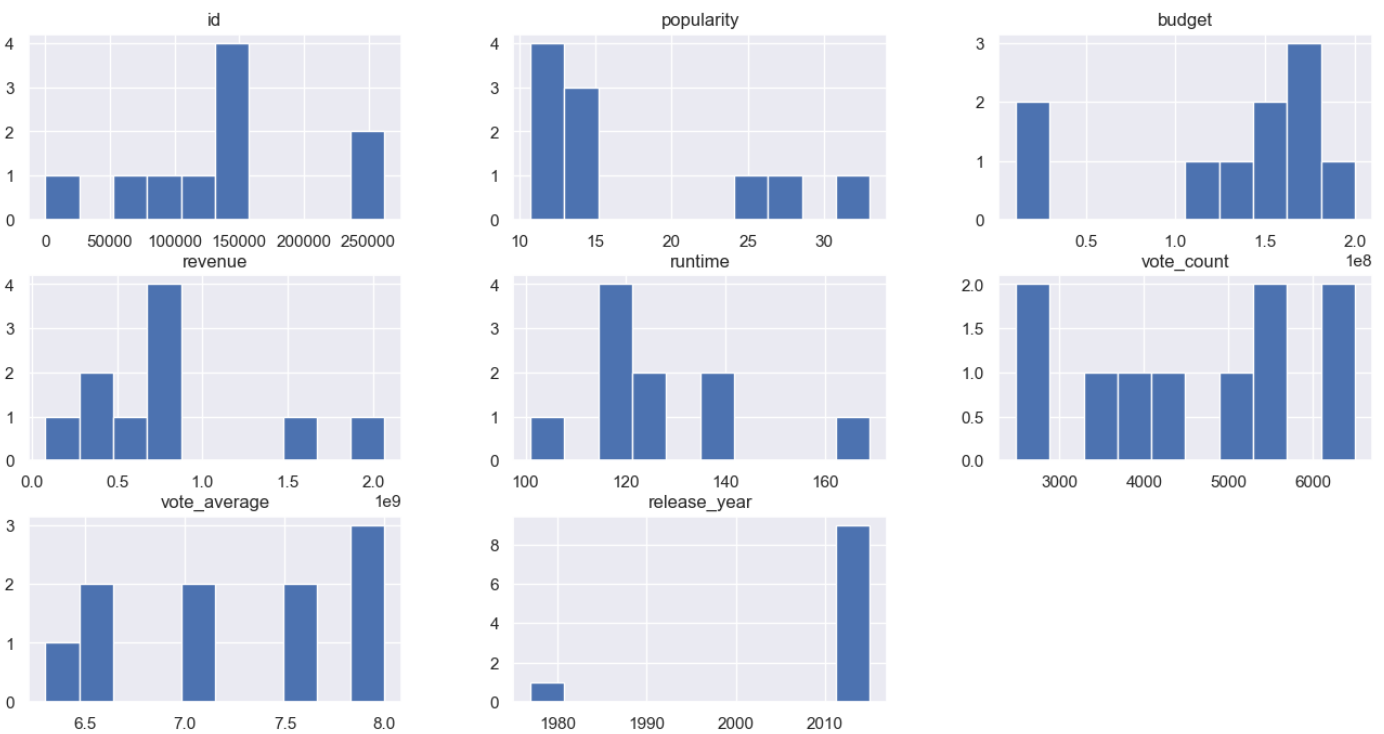 id popularity budget
4 4 3
3 3 2
2 2
1 1 1
0 0 0
0 50000 100000 150000 200000 250000 10 15 20 25 30 0.5 1.0 1.5 2.0
1e8
revenue runtime vote_count
4 4 2.0
3 3 1.5
2 2 1.0
1 1 0.5
0 0 0.0
0.0 0.5 1.0 1.5 2.0 100 120 140 160 3000 4000 5000 6000
1e9
vote_average release_year
3 8
2 6
4
1 2
0 0
6.5 7.0 7.5 8.0 1980 1990 2000 2010